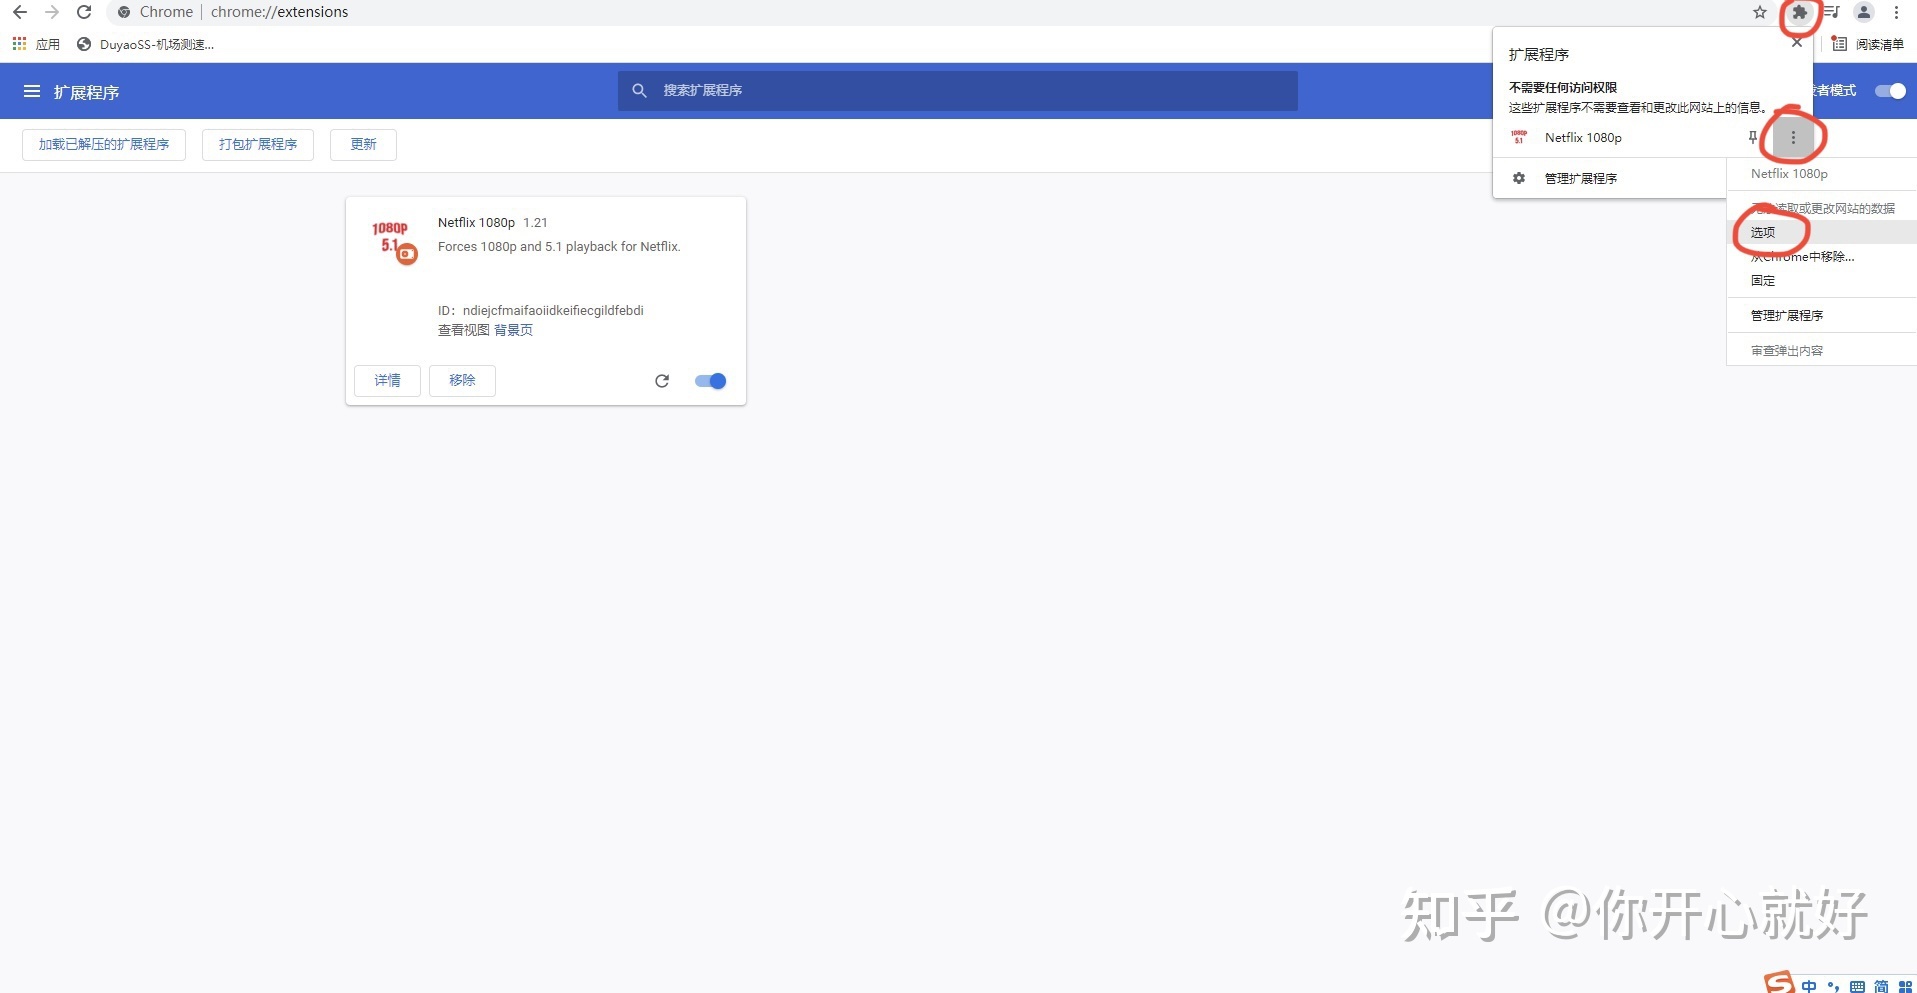 Chrome | chrome://extensions
应用 DuyaoSS-机场测速...
阅读清单
扩展程序
搜索扩展程序
者模式
加载已解压的扩展程序 打包扩展程序 更新
扩展程序
不需要任何访问权限
这些扩展程序不需要查看和更改此网站上的信息。
1080P 5.1 Netflix 1080p
管理扩展程序
Netflix 1080p
读取或更改网站的数据
选项
从Chrome中移除...
固定
管理扩展程序
审查弹出内容
1080P
5.1
Netflix 1080p 1.21
Forces 1080p and 5.1 playback for Netflix.
ID：ndiejcfmaifaoiidkeifiecgildfebdi
查看视图 背景页
详情 移除
知乎 @你开心就好
S 中 简